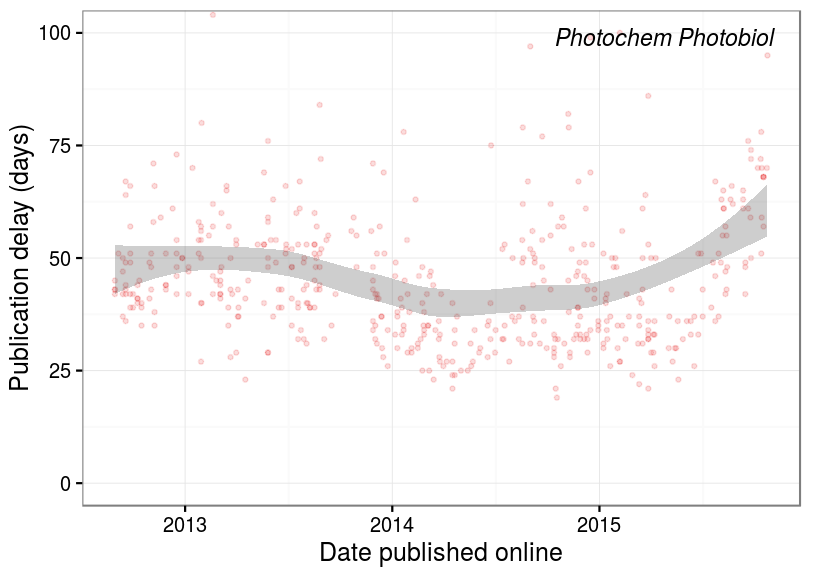 Photochem Photobiol
100
75
50
25
0
Publication delay (days)
2013 2014 2015
Date published online